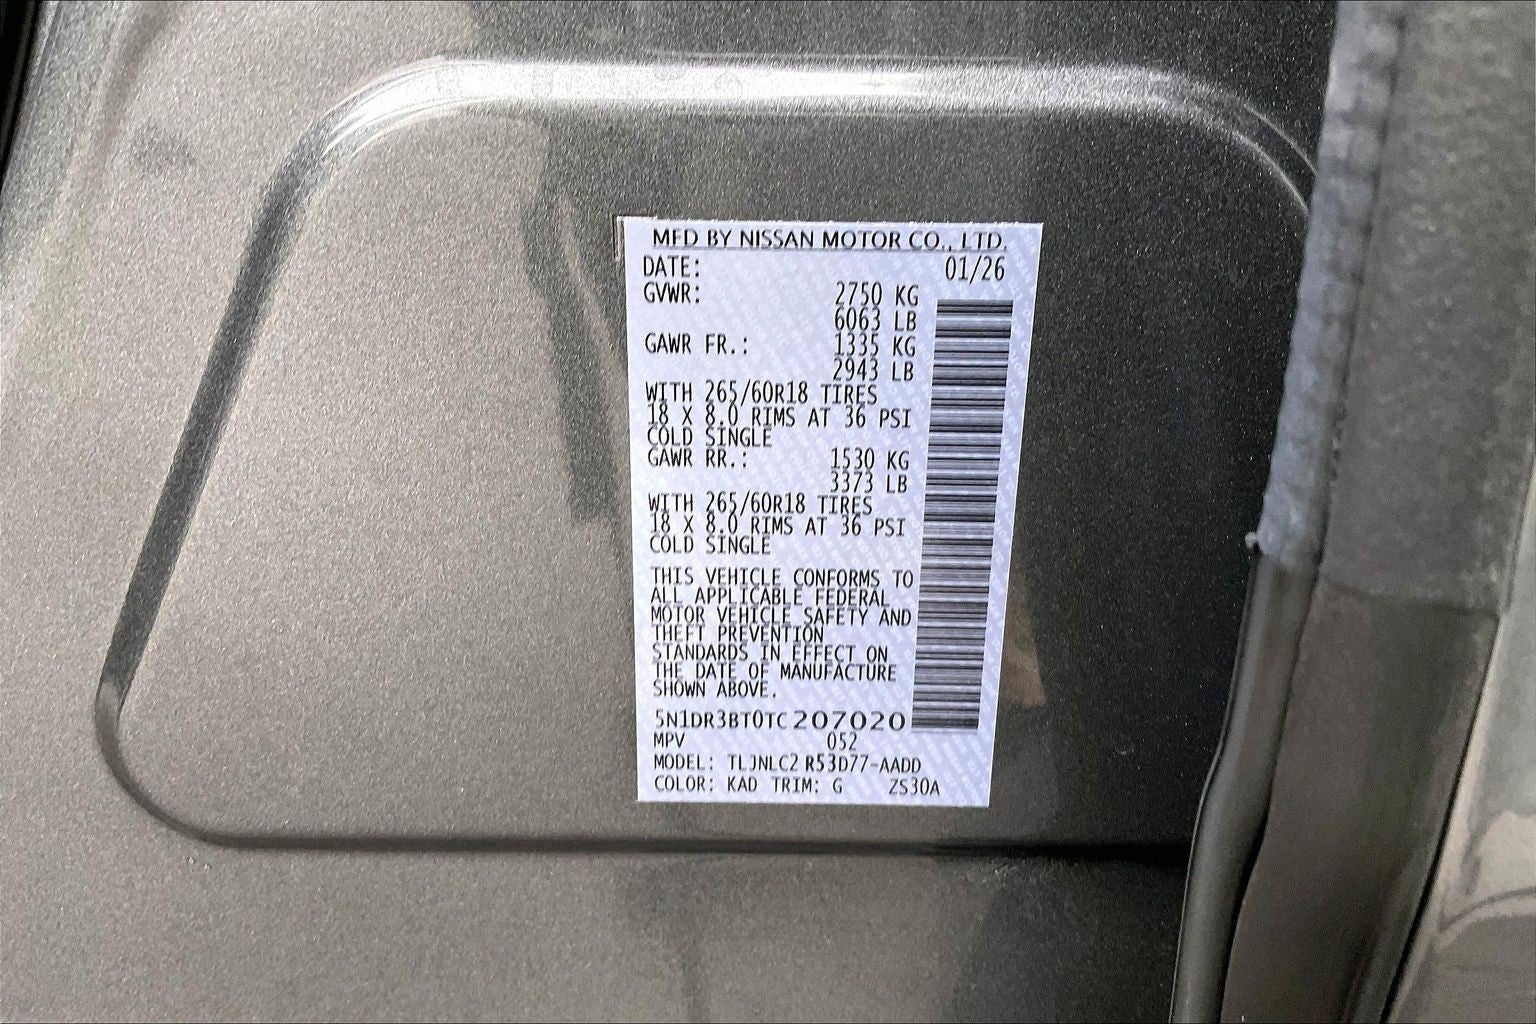 MFD BY NISSAN MOTOR CO., LTD.
DATE: 01/26
GVWR: 2750 KG
6063 LB
GAWR FR.: 1335 KG
2943 LB
WITH 265/60R18 TIRES
18 X 8.0 RIMS AT 36 PSI
COLD SINGLE
GAWR RR.: 1530 KG
3373 LB
WITH 265/60R18 TIRES
18 X 8.0 RIMS AT 36 PSI
COLD SINGLE
THIS VEHICLE CONFORMS TO
ALL APPLICABLE FEDERAL
MOTOR VEHICLE SAFETY AND
THEFT PREVENTION
STANDARDS IN EFFECT ON
THE DATE OF MANUFACTURE
SHOWN ABOVE.
5N1DR3BT0TC207020
MPV 052
MODEL: TLJNLC2 R53D77-AADD
COLOR: KAD TRIM: G ZS30A